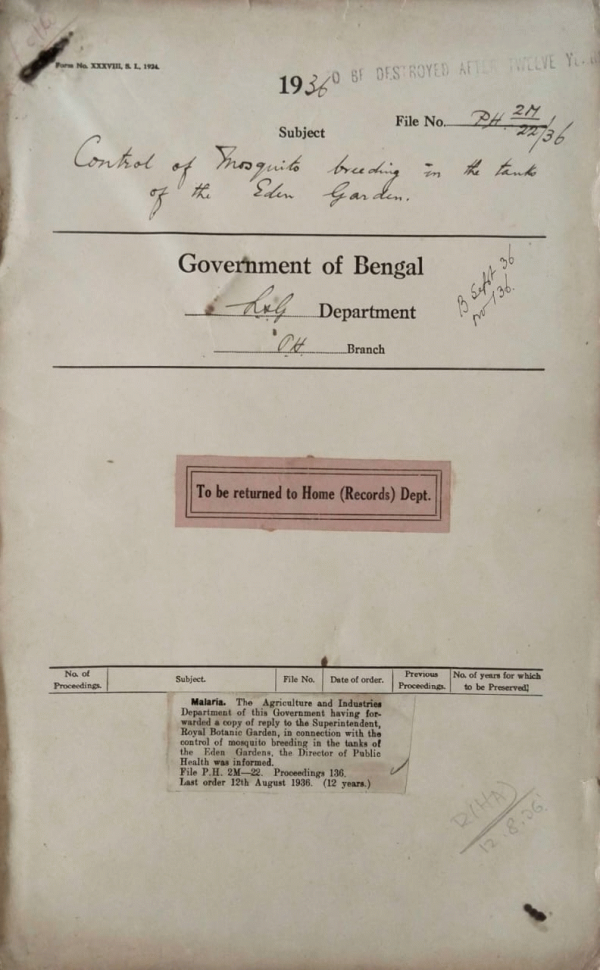 Form No. XXXVIII, S. L., 1934.
TO BE DESTROYED AFTER TWELVE
1936
File No. P.H. 2M/22/36
Subject
Control of Mosquito breeding in the tanks
of the Eden Garden.
Government of Bengal
B Sept 36
no 136.
L.S.G Department
P.H. Branch
To be returned to Home (Records) Dept.
No. of Proceedings. Subject. File No. Date of order. Previous Proceedings. No. of years for which to be Preserved.
Malaria. The Agriculture and Industries
Department of this Government having for-
warded a copy of reply to the Superintendent,
Royal Botanic Garden, in connection with the
control of mosquito breeding in the tanks of
the Eden Gardens, the Director of Public
Health was informed.
File P.H. 2M—22. Proceedings 136.
Last order 12th August 1936. (12 years.)
12.8.06